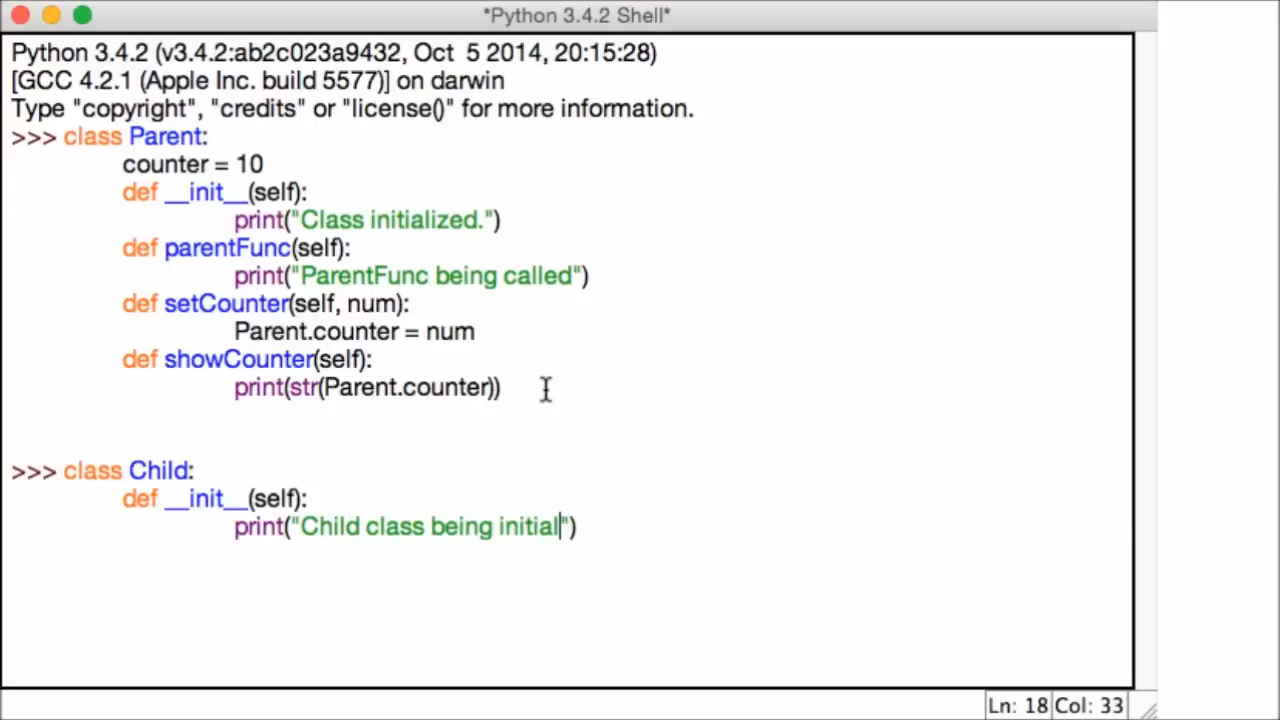 *Python 3.4.2 Shell*
Python 3.4.2 (v3.4.2:ab2c023a9432, Oct  5 2014, 20:15:28)
[GCC 4.2.1 (Apple Inc. build 5577)] on darwin
Type "copyright", "credits" or "license()" for more information.
>>> class Parent:
counter = 10
def __init__(self):
print("Class initialized.")
def parentFunc(self):
print("ParentFunc being called")
def setCounter(self, num):
Parent.counter = num
def showCounter(self):
print(str(Parent.counter))
>>> class Child:
def __init__(self):
print("Child class being initial")
Ln: 18 Col: 33